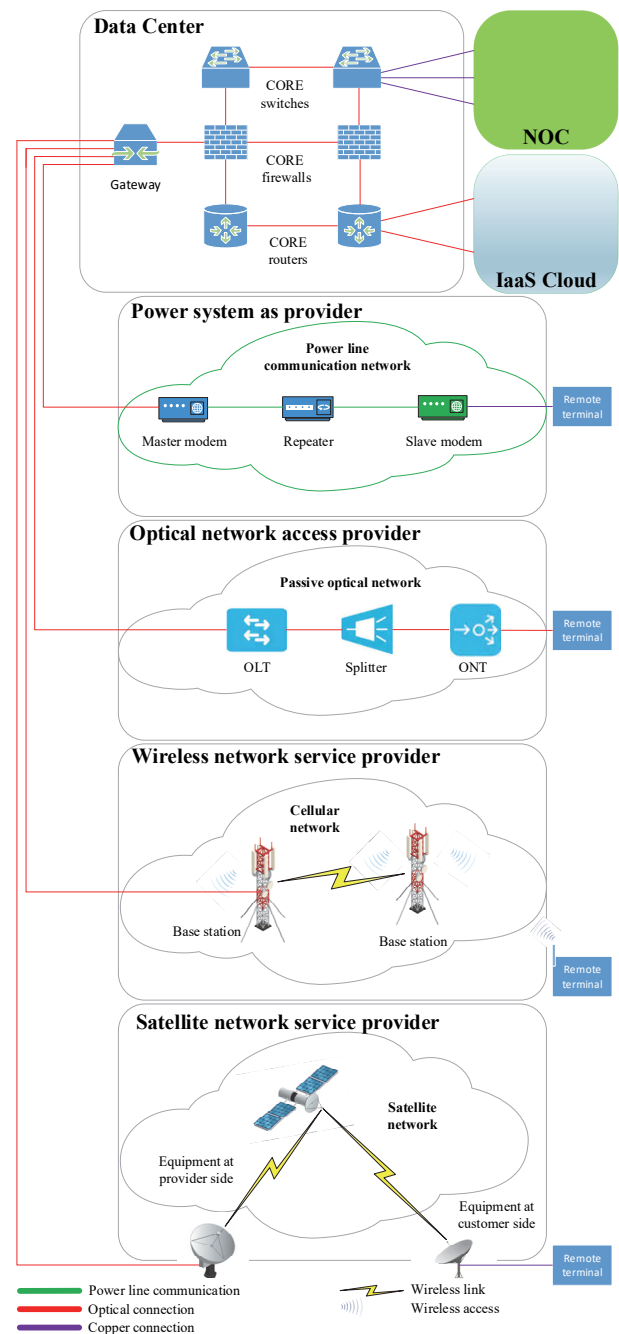 Data Center
CORE
switches
NOC
Gateway
CORE
firewalls
CORE
routers
IaaS Cloud
Power system as provider
Power line
communication network
Master modem
Repeater
Slave modem
Remote
terminal
Optical network access provider
Passive optical network
OLT
Splitter
ONT
Remote
terminal
Wireless network service provider
Cellular
network
Base station
Base station
Remote
terminal
Satellite network service provider
Satellite
network
Equipment at
provider side
Equipment at
customer side
Remote
terminal
Power line communication
Optical connection
Copper connection
Wireless link
Wireless access